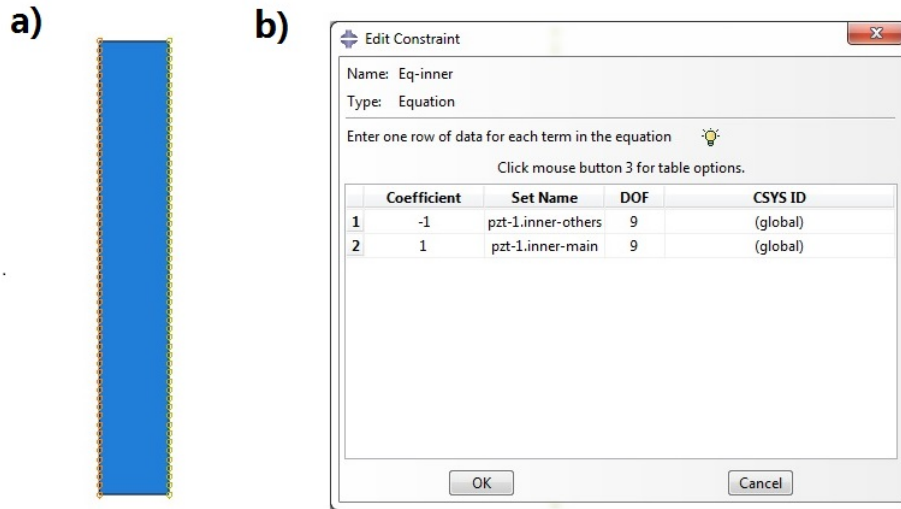 a)
b)
Edit Constraint
Name: Eq-inner
Type: Equation
Enter one row of data for each term in the equation
Click mouse button 3 for table options.
Coefficient Set Name DOF CSYS ID
1 -1 pzt-1.inner-others 9 (global)
2 1 pzt-1.inner-main 9 (global)
OK Cancel